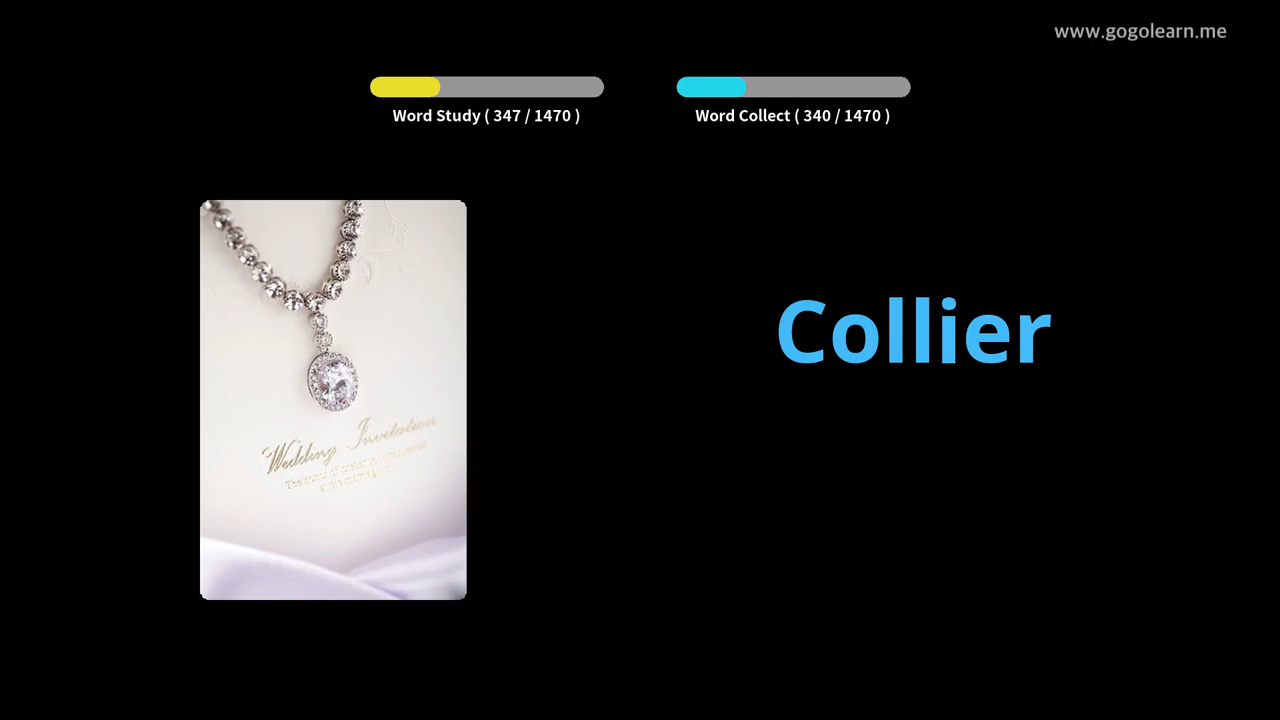 www.gogolearn.me
Word Study ( 347 / 1470 )
Word Collect ( 340 / 1470 )
Collier
Wedding Invitation